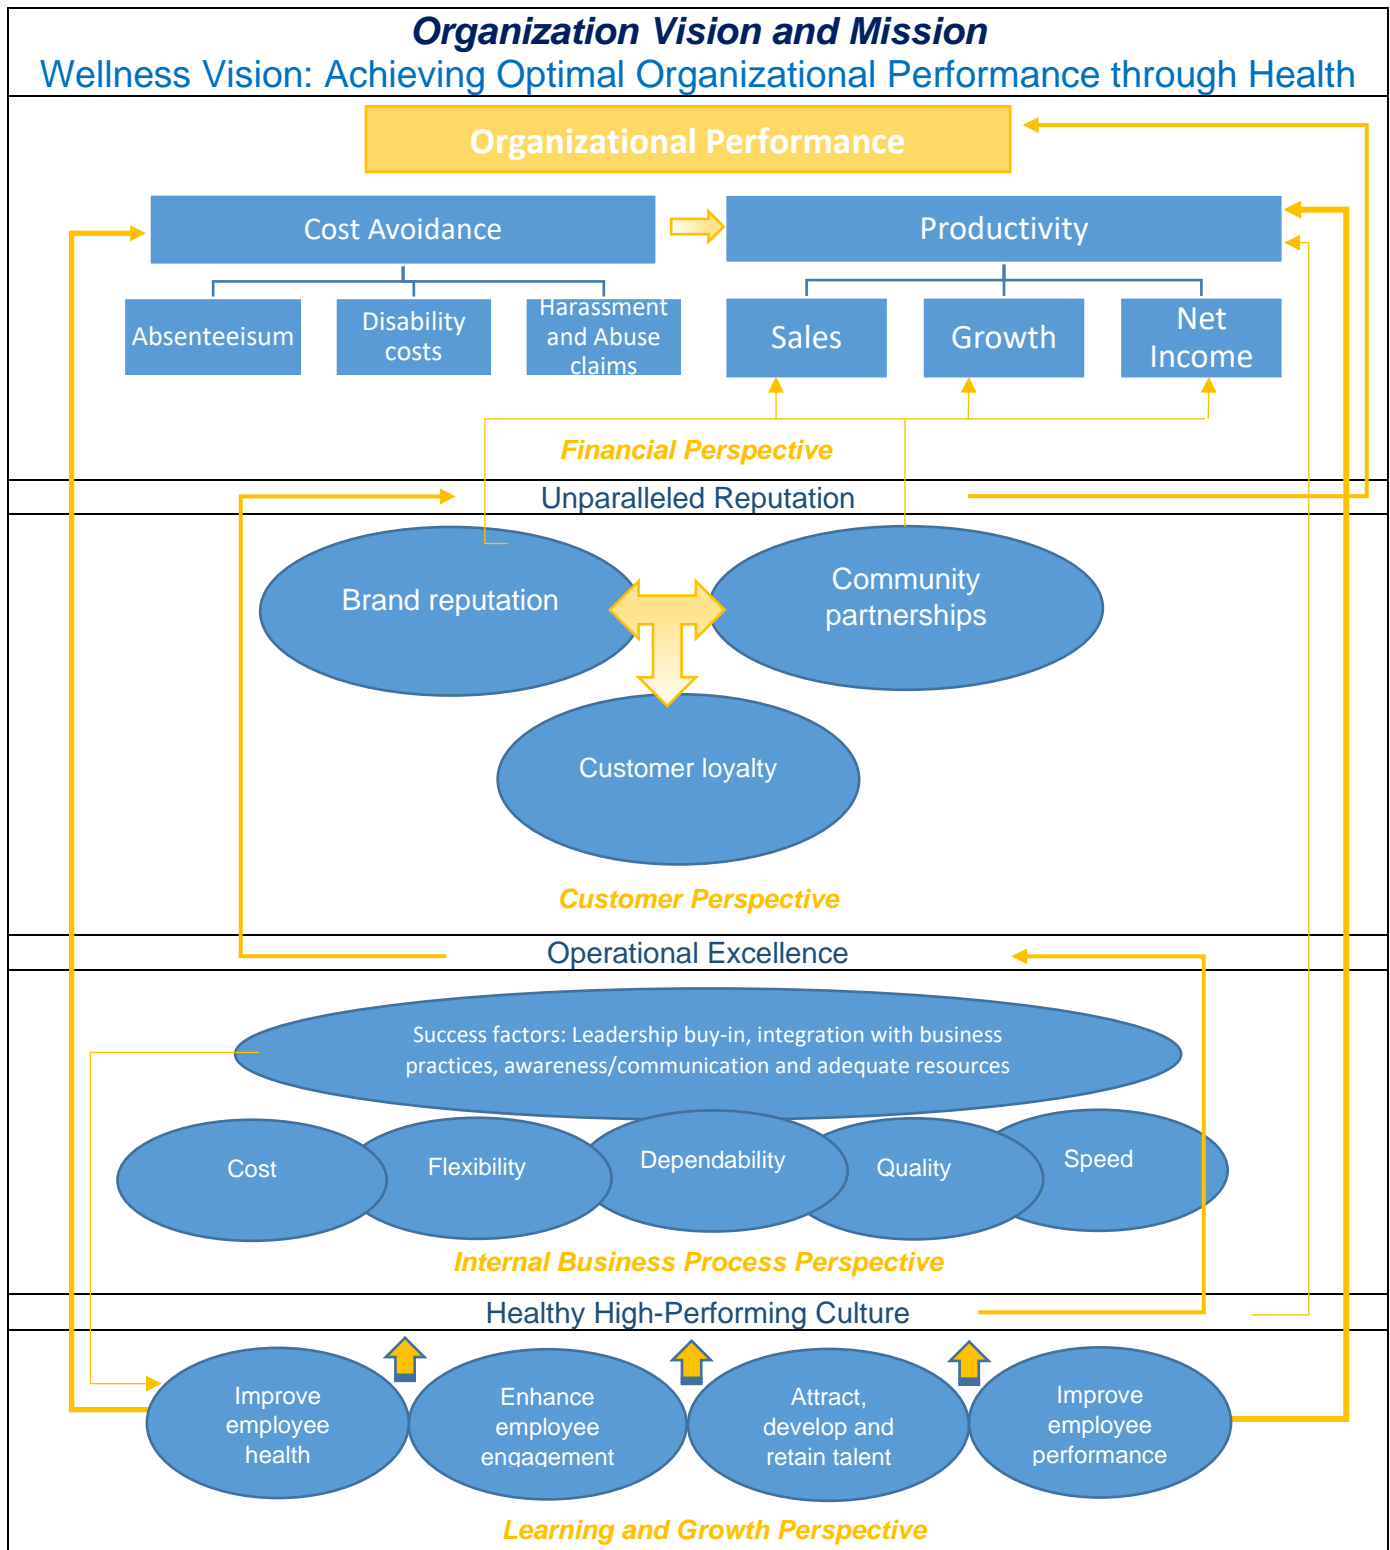 Organization Vision and Mission
Wellness Vision: Achieving Optimal Organizational Performance through Health
Organizational Performance
Cost Avoidance
Productivity
Absenteeisum
Disability
costs
Harassment
and Abuse
claims
Sales
Growth
Net
Income
Financial Perspective
Unparalleled Reputation
Brand reputation
Community
partnerships
Customer loyalty
Customer Perspective
Operational Excellence
Success factors: Leadership buy-in, integration with business
practices, awareness/communication and adequate resources
Cost
Flexibility
Dependability
Quality
Speed
Internal Business Process Perspective
Healthy High-Performing Culture
Improve
employee
health
Enhance
employee
engagement
Attract,
develop and
retain talent
Improve
employee
performance
Learning and Growth Perspective